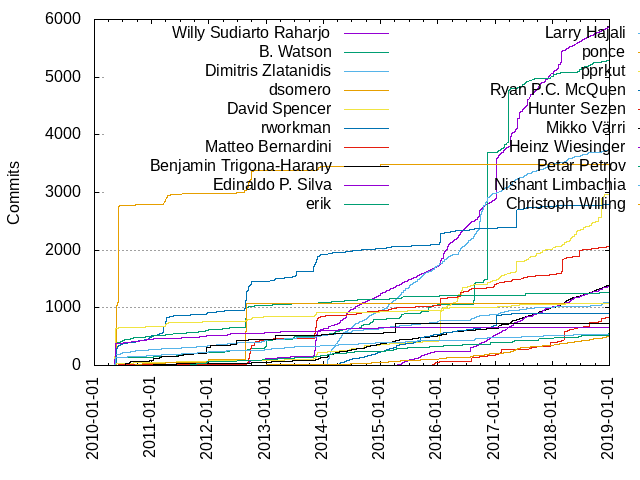 6000
5000
4000
3000
2000
1000
0
Commits
Willy Sudiarto Raharjo
B. Watson
Dimitris Zlatanidis
dsomero
David Spencer
rworkman
Matteo Bernardini
Benjamin Trigona-Harany
Edinaldo P. Silva
erik
Larry Hajali
ponce
pprkut
Ryan P.C. McQuen
Hunter Sezen
Mikko Värri
Heinz Wiesinger
Petar Petrov
Nishant Limbachia
Christoph Willing
2010-01-01
2011-01-01
2012-01-01
2013-01-01
2014-01-01
2015-01-01
2016-01-01
2017-01-01
2018-01-01
2019-01-01